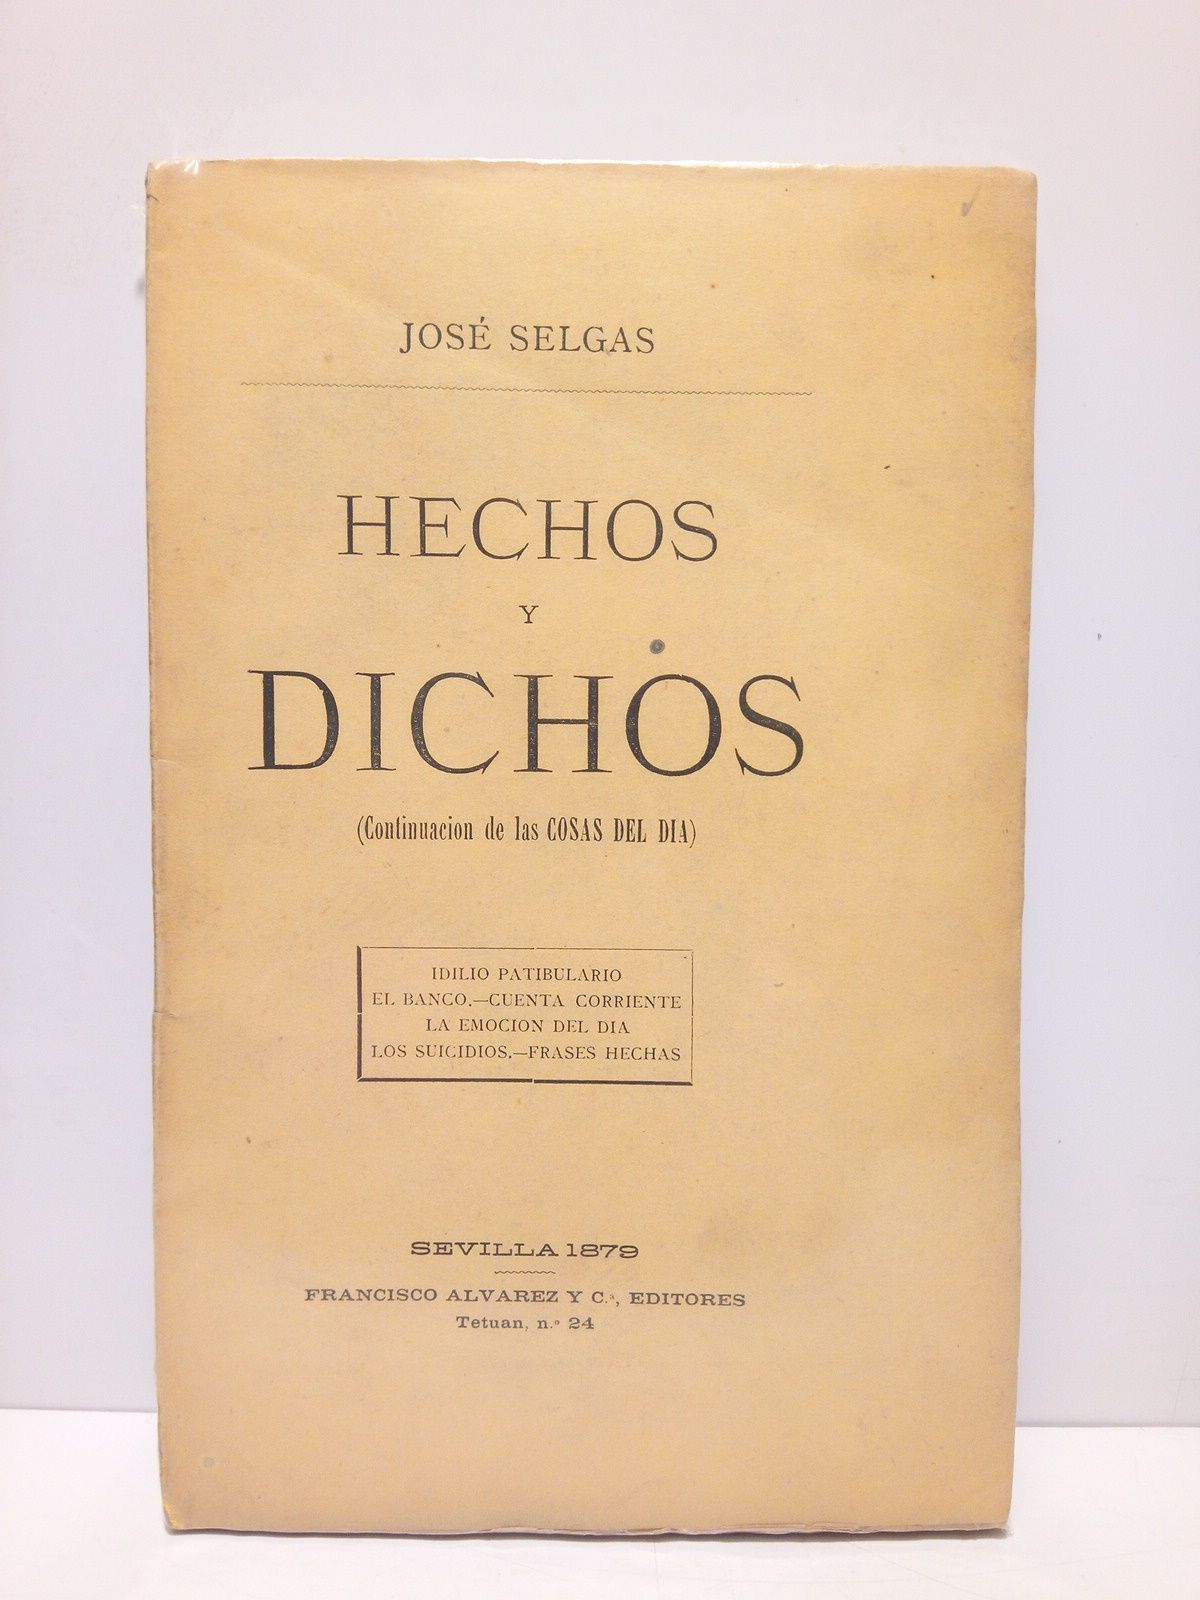 JOSÉ SELGAS
HECHOS
Y
DICHOS
(Continuacion de las COSAS DEL DIA)
IDILIO PATIBULARIO
EL BANCO.—CUENTA CORRIENTE
LA EMOCION DEL DIA
LOS SUICIDIOS.—FRASES HECHAS
SEVILLA 1879
FRANCISCO ALVAREZ Y C.ª, EDITORES
Tetuan, n.º 24